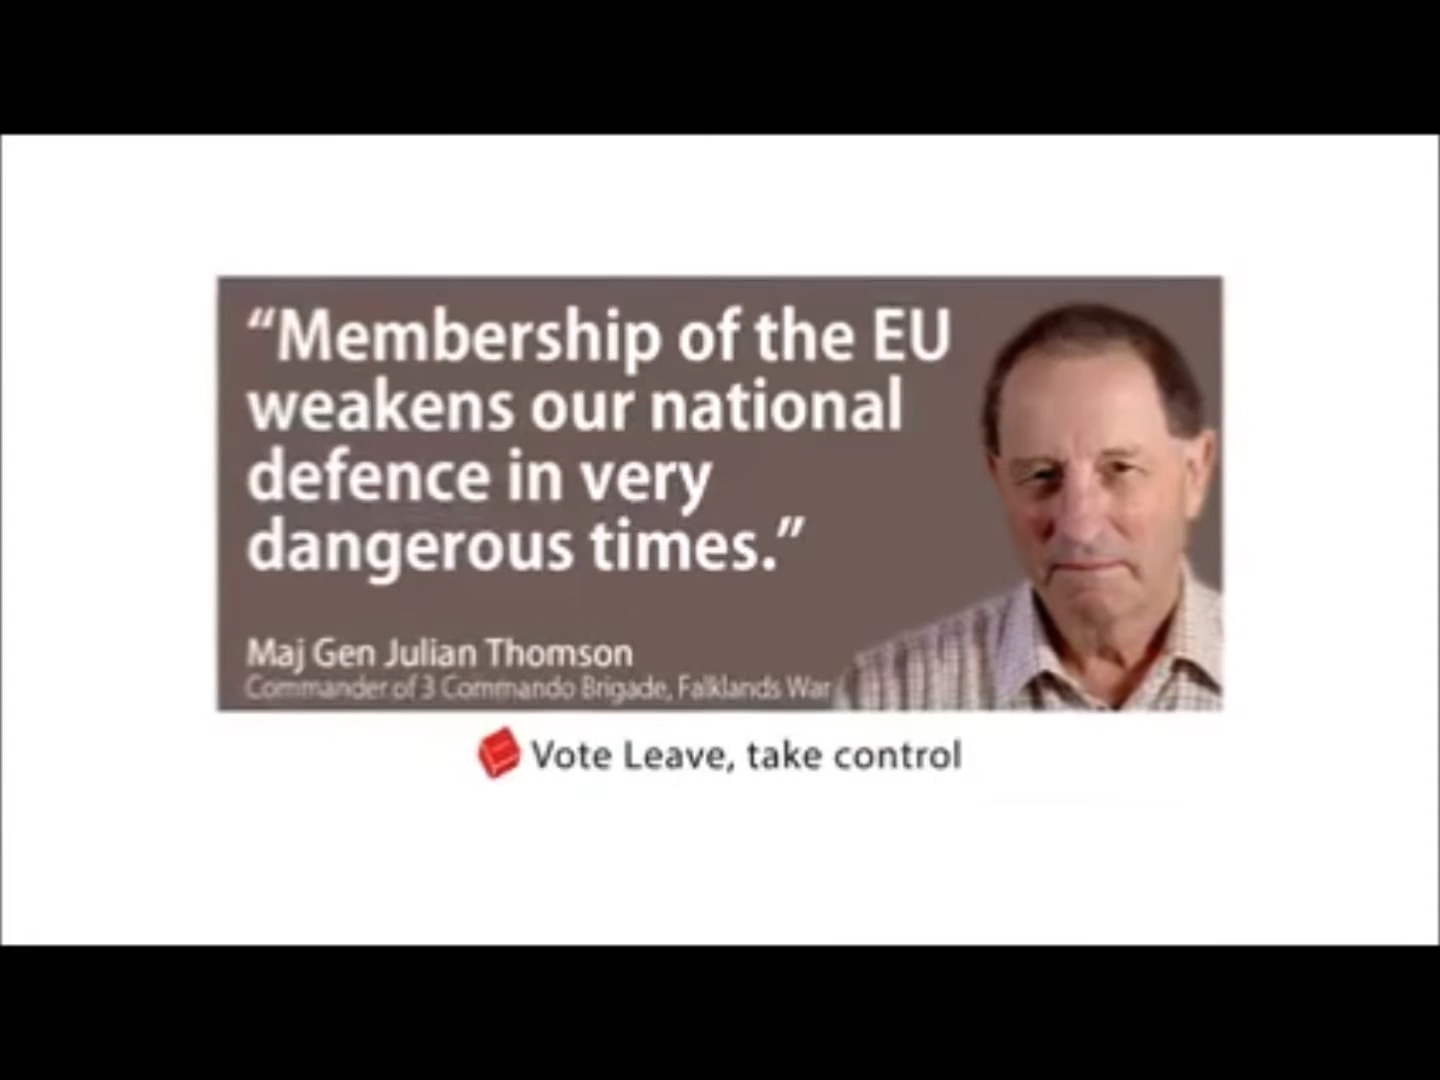 “Membership of the EU
weakens our national
defence in very
dangerous times.”
Maj Gen Julian Thomson
Commander of 3 Commando Brigade, Falklands War
Vote Leave, take control